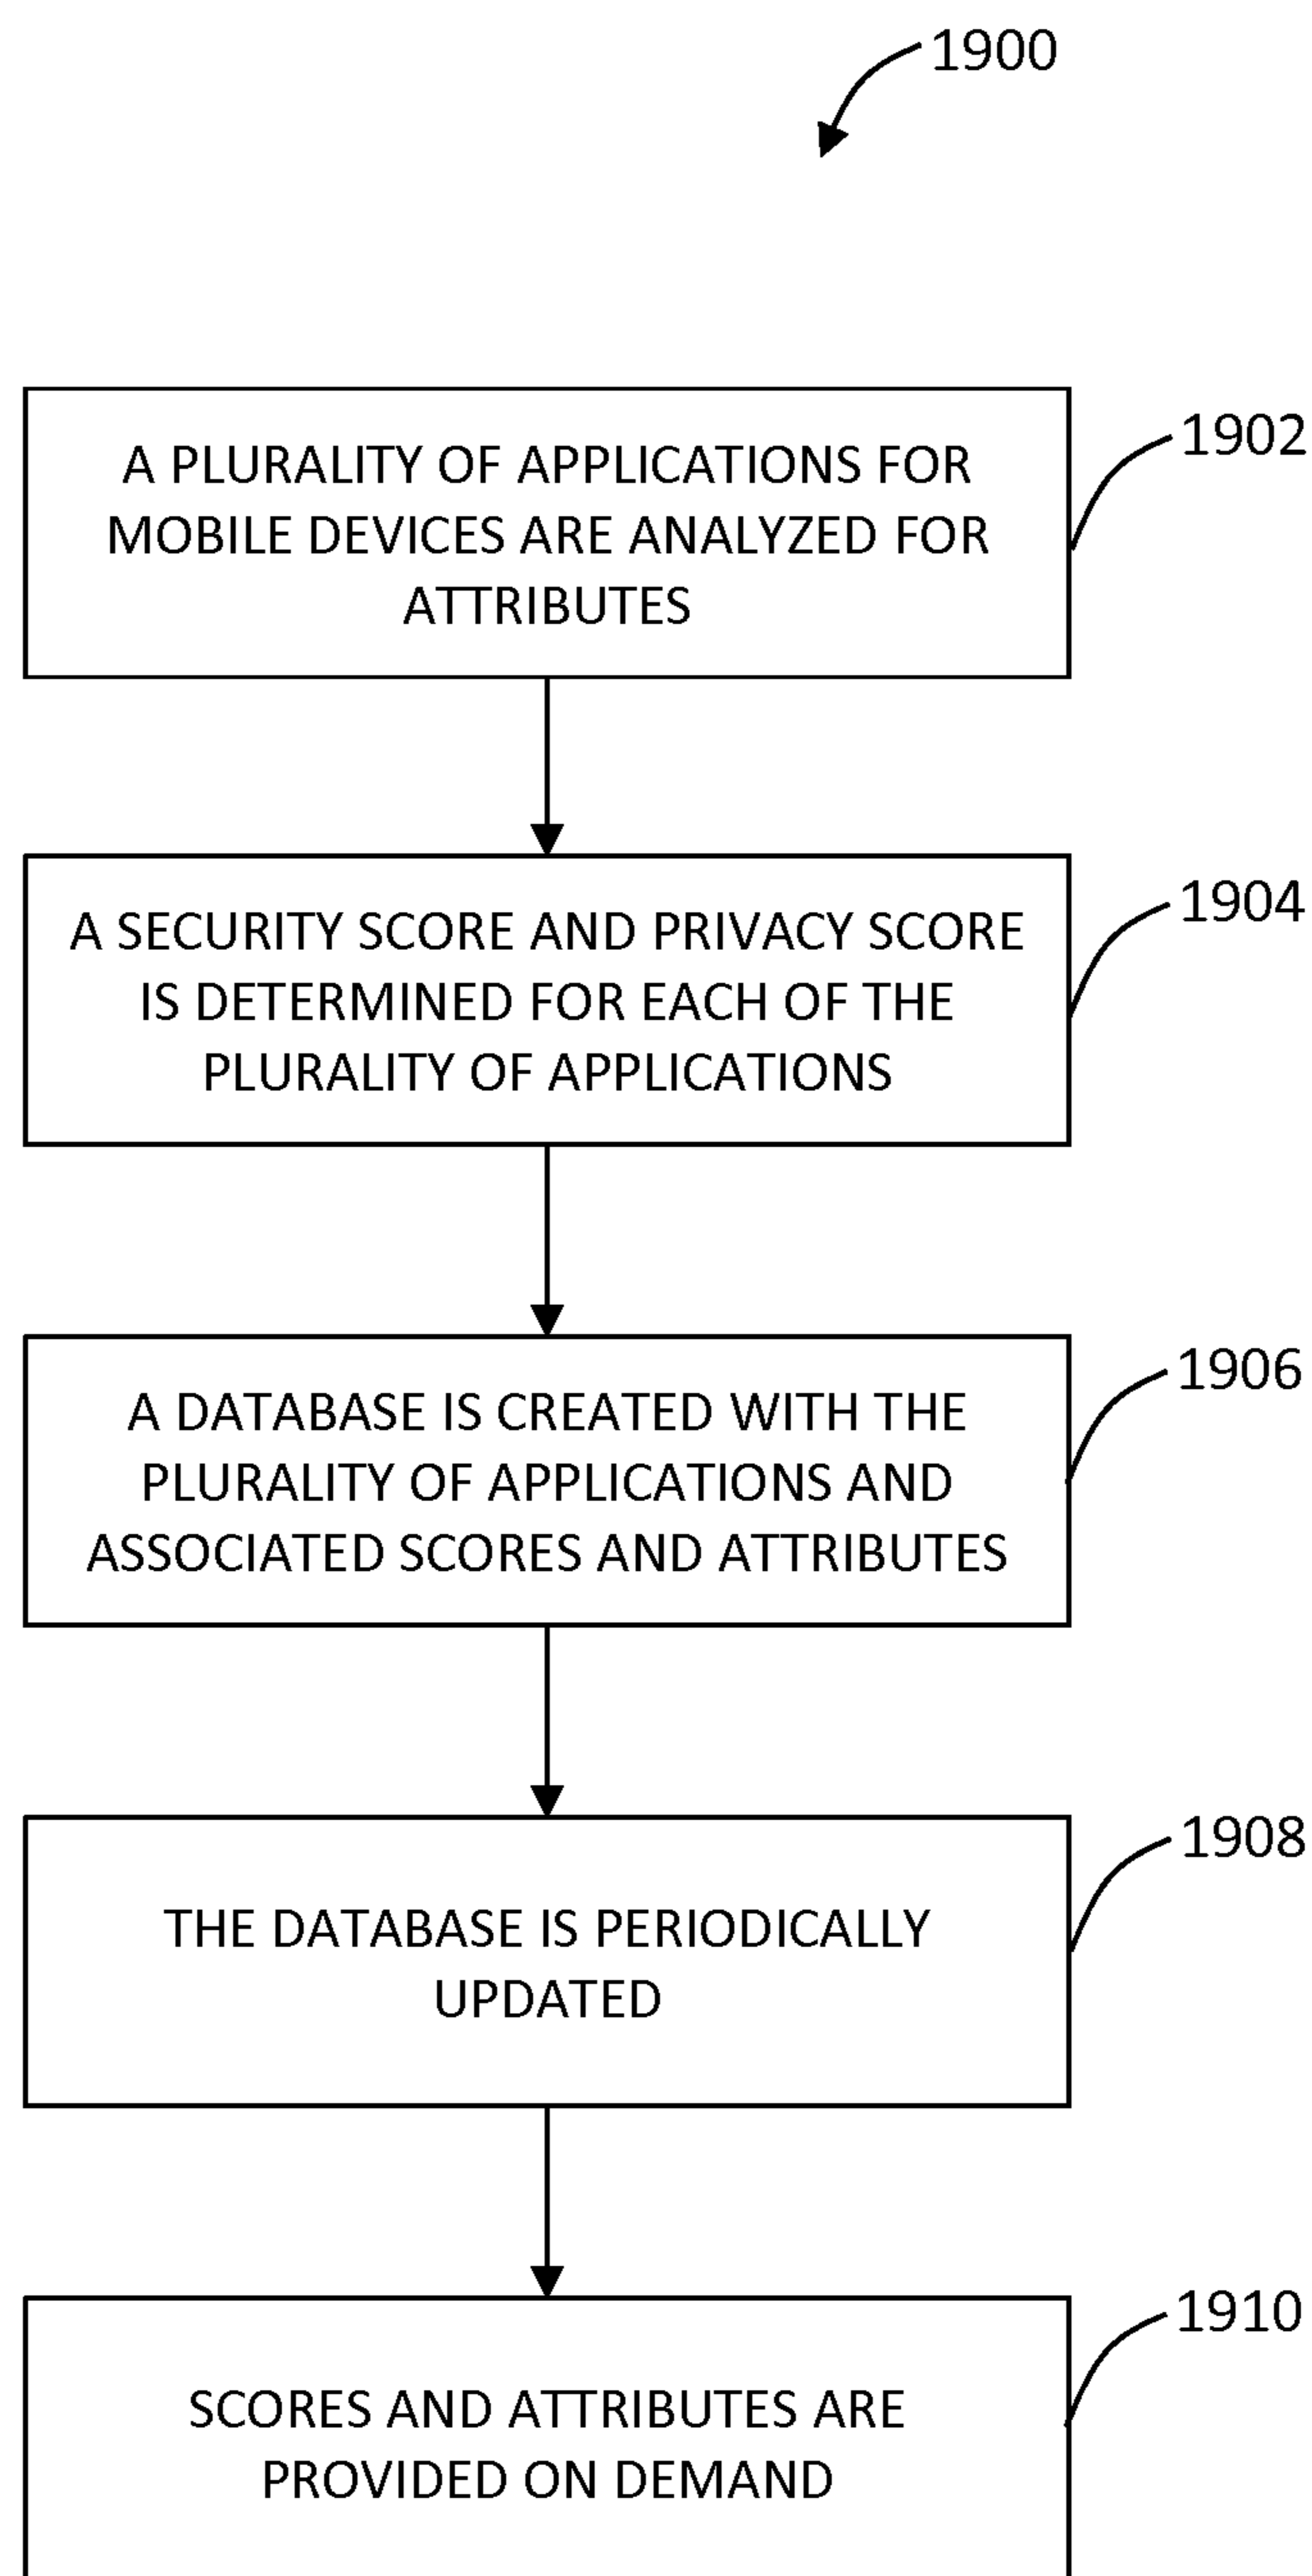 1900
A PLURALITY OF APPLICATIONS FOR
MOBILE DEVICES ARE ANALYZED FOR
ATTRIBUTES
1902
A SECURITY SCORE AND PRIVACY SCORE
IS DETERMINED FOR EACH OF THE
PLURALITY OF APPLICATIONS
1904
A DATABASE IS CREATED WITH THE
PLURALITY OF APPLICATIONS AND
ASSOCIATED SCORES AND ATTRIBUTES
1906
THE DATABASE IS PERIODICALLY
UPDATED
1908
SCORES AND ATTRIBUTES ARE
PROVIDED ON DEMAND
1910